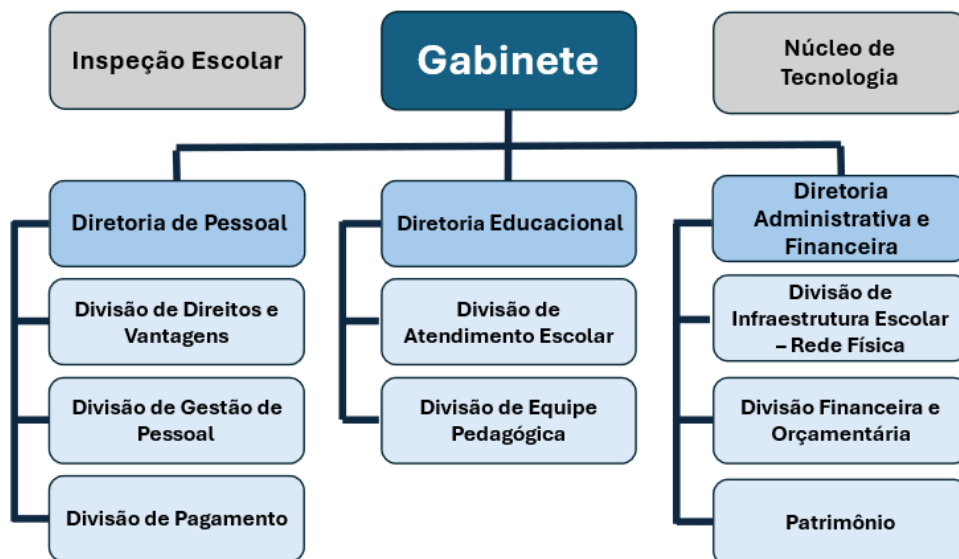 Inspeção Escolar
Gabinete
Núcleo de
Tecnologia
Diretoria de Pessoal
Diretoria Educacional
Diretoria
Administrativa e
Financeira
Divisão de Direitos e
Vantagens
Divisão de
Atendimento Escolar
Divisão de
Infraestrutura Escolar
– Rede Física
Divisão de Gestão de
Pessoal
Divisão de Equipe
Pedagógica
Divisão Financeira e
Orçamentária
Divisão de Pagamento
Patrimônio